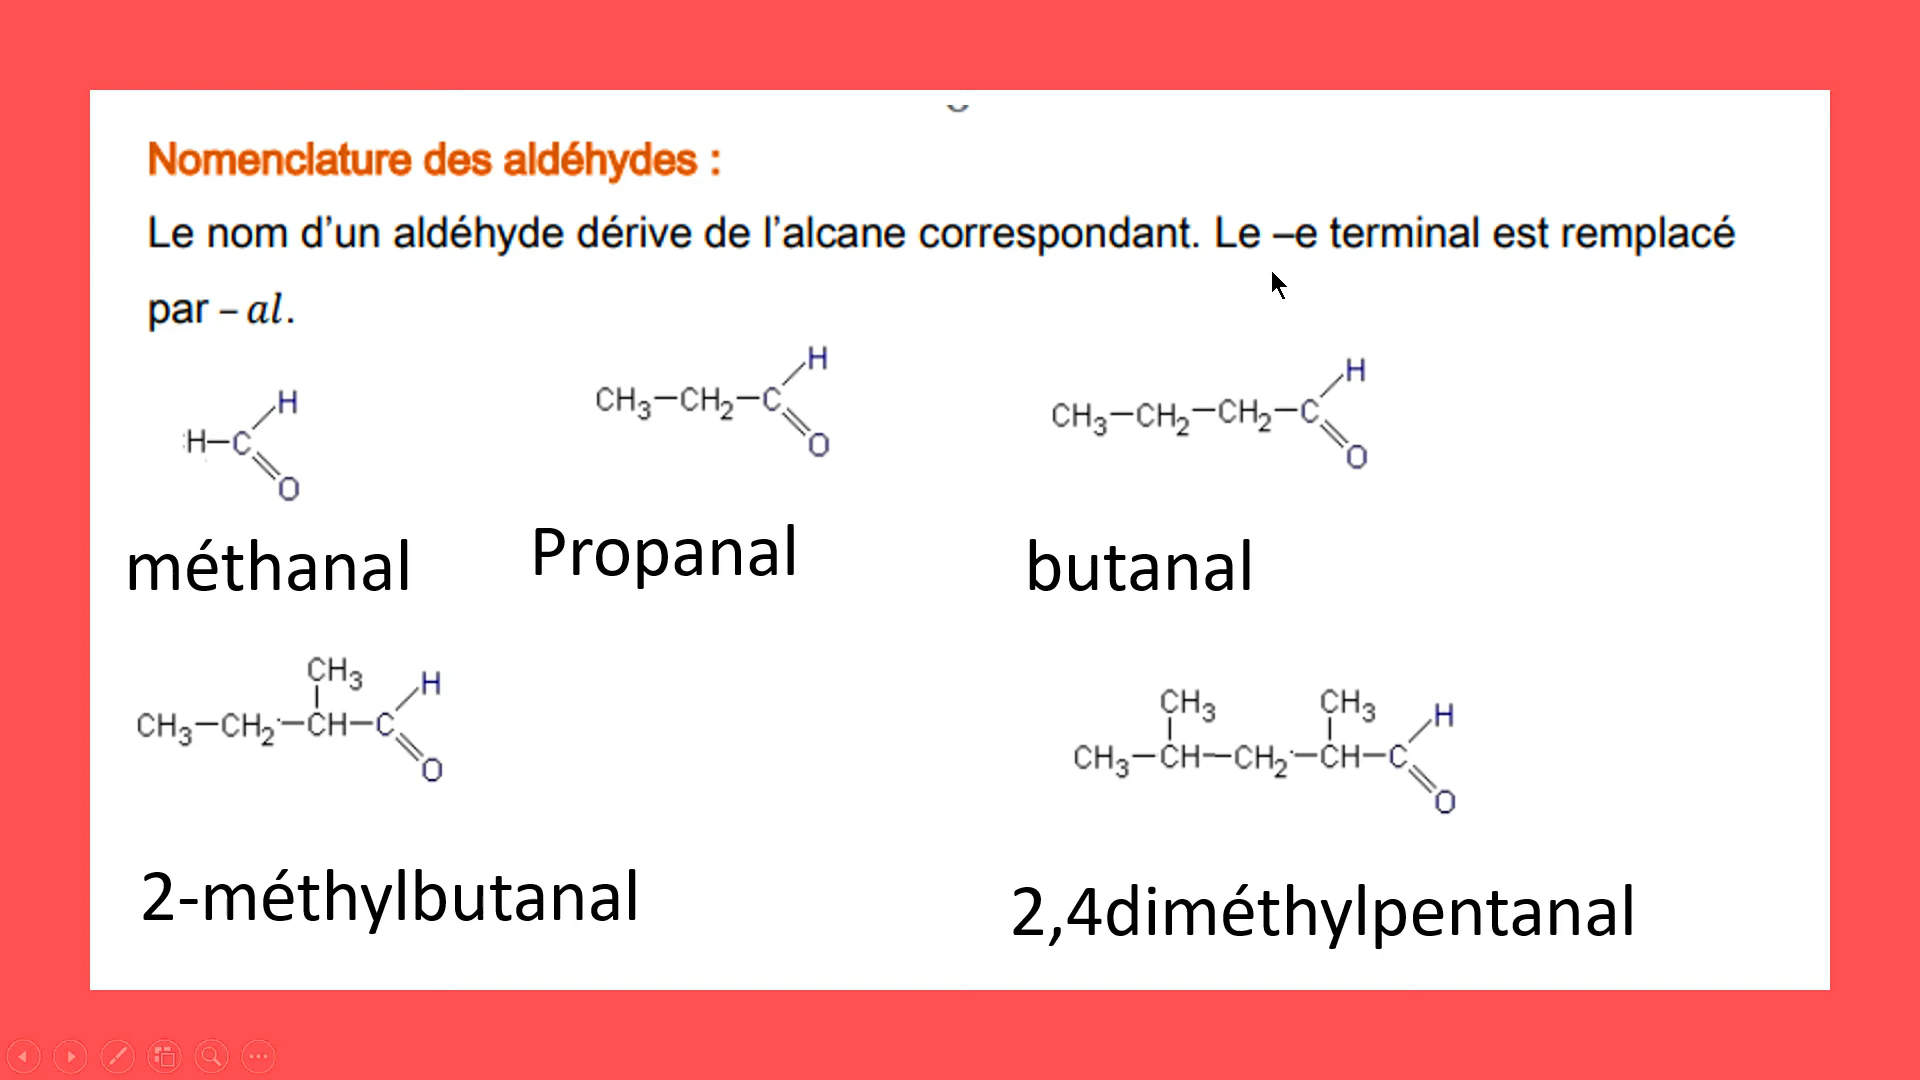 Nomenclature des aldéhydes :
Le nom d’un aldéhyde dérive de l’alcane correspondant. Le –e terminal est remplacé
par – al.
H–C
H
O
CH3–CH2–C
H
O
CH3–CH2–CH2–C
H
O
méthanal
Propanal
butanal
CH3
H
CH3–CH2–CH–C
O
CH3
CH3
H
CH3–CH–CH2–CH–C
O
2-méthylbutanal
2,4diméthylpentanal